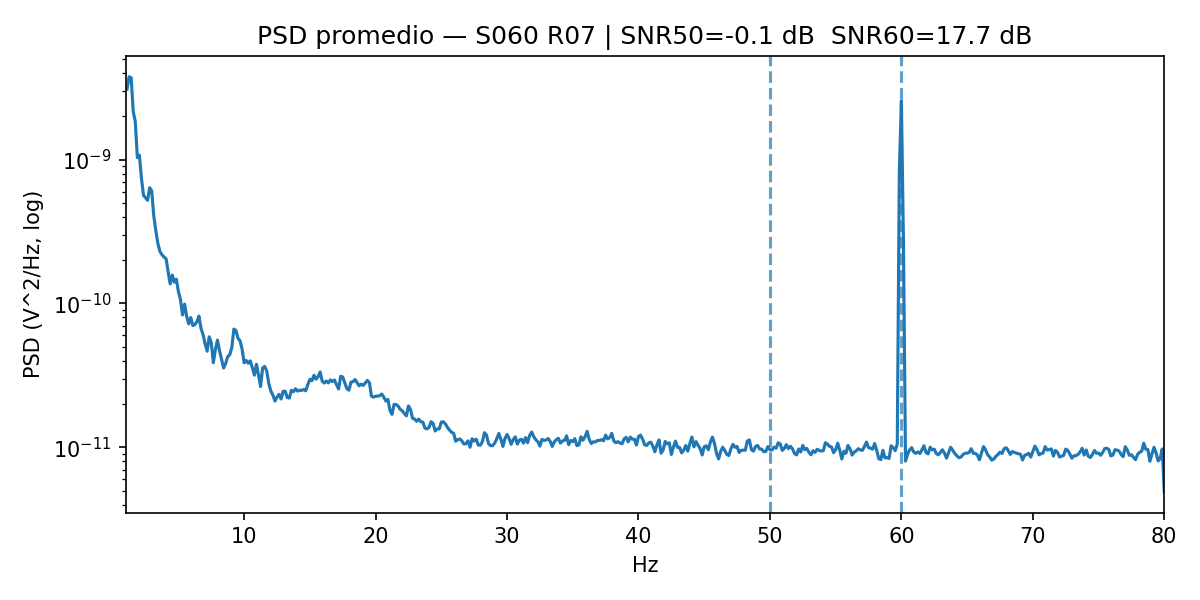 PSD promedio — S060 R07 | SNR50=-0.1 dB  SNR60=17.7 dB
PSD (V^2/Hz, log)
10⁻⁹
10⁻¹⁰
10⁻¹¹
10 20 30 40 50 60 70 80
Hz